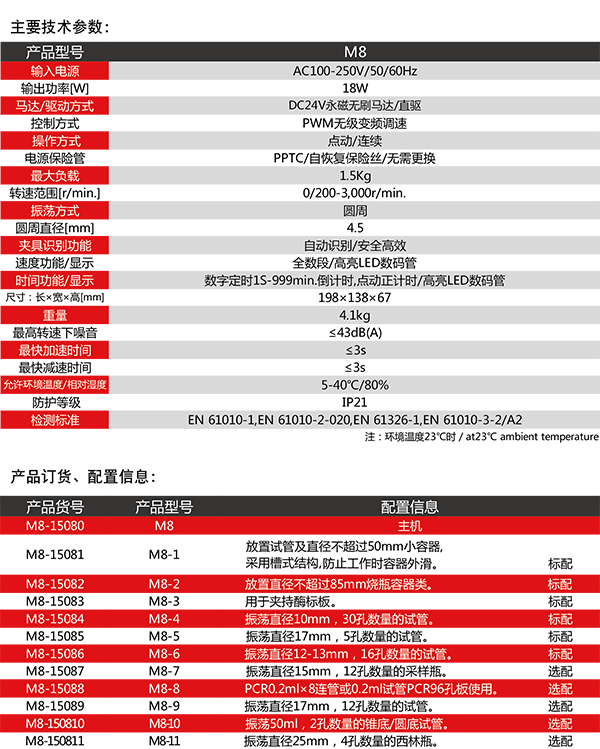 主要技术参数：
产品型号 M8
输入电源 AC100-250V/50/60Hz
输出功率[W] 18W
马达/驱动方式 DC24V永磁无刷马达/直驱
控制方式 PWM无级变频调速
操作方式 点动/连续
电源保险管 PPTC/自恢复保险丝/无需更换
最大负载 1.5Kg
转速范围[r/min.] 0/200-3,000r/min.
振荡方式 圆周
圆周直径[mm] 4.5
夹具识别功能 自动识别/安全高效
速度功能/显示 全数段/高亮LED数码管
时间功能/显示 数字定时1S-999min.倒计时,点动正计时/高亮LED数码管
尺寸：长×宽×高[mm] 198×138×67
重量 4.1kg
最高转速下噪音 ≤43dB(A)
最快加速时间 ≤3s
最快减速时间 ≤3s
允许环境温度/相对湿度 5-40℃/80%
防护等级 IP21
检测标准 EN 61010-1,EN 61010-2-020,EN 61326-1,EN 61010-3-2/A2
注：环境温度23℃时 / at23℃ ambient temperature
产品订货、配置信息：
产品货号 产品型号 配置信息
M8-15080 M8 主机
M8-15081 M8-1 放置试管及直径不超过50mm小容器,
采用槽式结构,防止工作时容器外滑。 标配
M8-15082 M8-2 放置直径不超过85mm烧瓶容器类。 标配
M8-15083 M8-3 用于夹持酶标板。 标配
M8-15084 M8-4 振荡直径10mm，30孔数量的试管。 标配
M8-15085 M8-5 振荡直径17mm，5孔数量的试管。 标配
M8-15086 M8-6 振荡直径12-13mm，16孔数量的试管。 标配
M8-15087 M8-7 振荡直径15mm，12孔数量的采样瓶。 选配
M8-15088 M8-8 PCR0.2ml×8连管或0.2ml试管PCR96孔板使用。 选配
M8-15089 M8-9 振荡直径17mm，12孔数量的试管。 选配
M8-150810 M8-10 振荡50ml，2孔数量的锥底/圆底试管。 选配
M8-150811 M8-11 振荡直径25mm，4孔数量的西林瓶。 选配